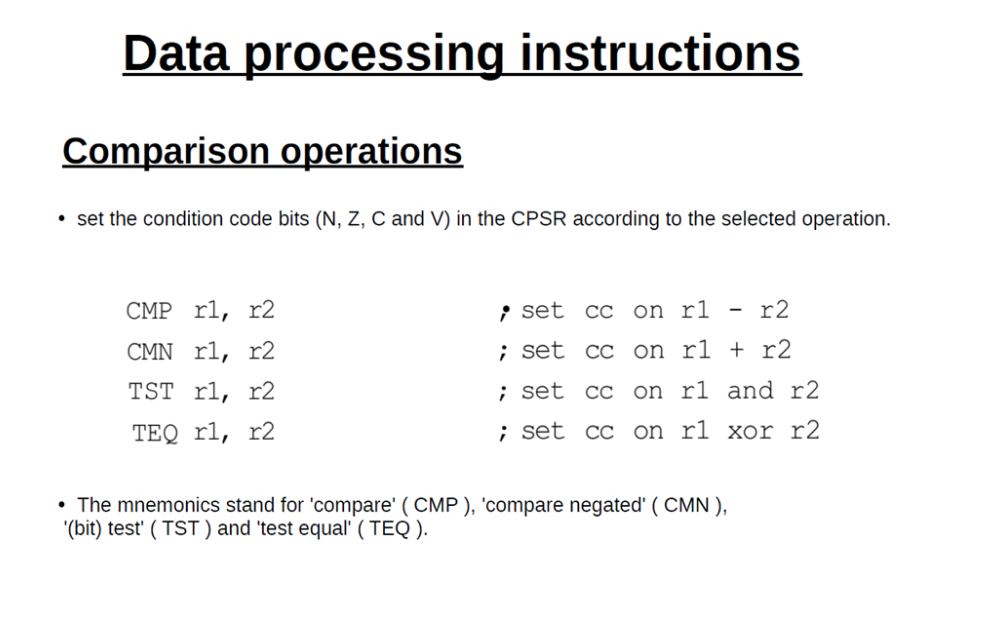 Data processing instructions
Comparison operations
• set the condition code bits (N, Z, C and V) in the CPSR according to the selected operation.
CMP r1, r2 ; set cc on r1 - r2
CMN r1, r2 ; set cc on r1 + r2
TST r1, r2 ; set cc on r1 and r2
TEQ r1, r2 ; set cc on r1 xor r2
• The mnemonics stand for 'compare' ( CMP ), 'compare negated' ( CMN ),
'(bit) test' ( TST ) and 'test equal' ( TEQ ).